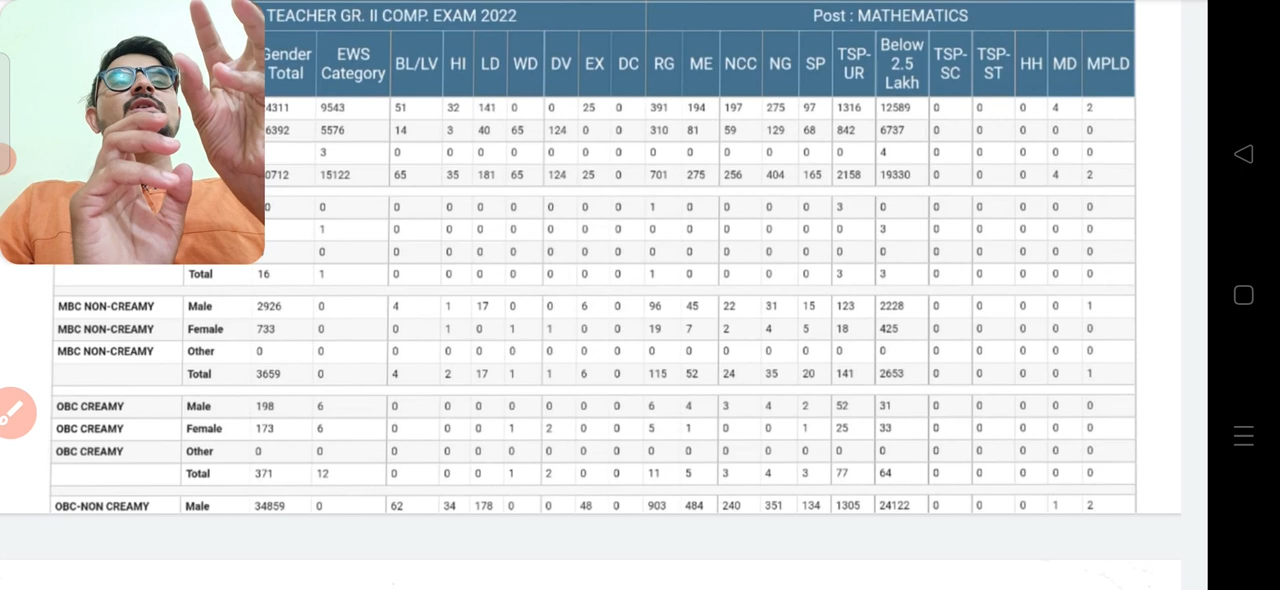 TEACHER GR. II COMP. EXAM 2022 Post : MATHEMATICS
Gender Total EWS Category BL/LV HI LD WD DV EX DC RG ME NCC NG SP TSP-UR Below 2.5 Lakh TSP-SC TSP-ST HH MD MPLD
4311 9543 51 32 141 0 0 25 0 391 194 197 275 97 1316 12589 0 0 0 4 2
6392 5576 14 3 40 65 124 0 0 310 81 59 129 68 842 6737 0 0 0 0 0
3 0 0 0 0 0 0 0 0 0 0 0 0 0 4 0 0 0 0 0
0712 15122 65 35 181 65 124 25 0 701 275 256 404 165 2158 19330 0 0 0 4 2
0 0 0 0 0 0 0 0 0 1 0 0 0 0 3 0 0 0 0 0 0
1 0 0 0 0 0 0 0 0 0 0 0 0 0 3 0 0 0 0 0
0 0 0 0 0 0 0 0 0 0 0 0 0 0 0 0 0 0 0 0
Total 16 1 0 0 0 0 0 0 0 1 0 0 0 0 3 3 0 0 0 0 0
MBC NON-CREAMY Male 2926 0 4 1 17 0 0 6 0 96 45 22 31 15 123 2228 0 0 0 0 1
MBC NON-CREAMY Female 733 0 0 1 0 1 1 0 0 19 7 2 4 5 18 425 0 0 0 0 0
MBC NON-CREAMY Other 0 0 0 0 0 0 0 0 0 0 0 0 0 0 0 0 0 0 0 0 0
Total 3659 0 4 2 17 1 1 6 0 115 52 24 35 20 141 2653 0 0 0 0 1
OBC CREAMY Male 198 6 0 0 0 0 0 0 0 6 4 3 4 2 52 31 0 0 0 0 0
OBC CREAMY Female 173 6 0 0 0 1 2 0 0 5 1 0 0 1 25 33 0 0 0 0 0
OBC CREAMY Other 0 0 0 0 0 0 0 0 0 0 0 0 0 0 0 0 0 0 0 0 0
Total 371 12 0 0 0 1 2 0 0 11 5 3 4 3 77 64 0 0 0 0 0
OBC-NON CREAMY Male 34859 0 62 34 178 0 0 48 0 903 484 240 351 134 1305 24122 0 0 0 1 2